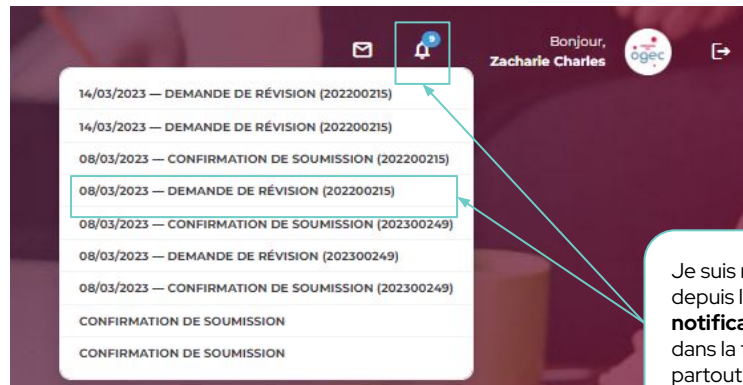 9
Bonjour,
Zacharie Charles
ogec
14/03/2023 — DEMANDE DE RÉVISION (202200215)
14/03/2023 — DEMANDE DE RÉVISION (202200215)
08/03/2023 — CONFIRMATION DE SOUMISSION (202200215)
08/03/2023 — DEMANDE DE RÉVISION (202200215)
08/03/2023 — CONFIRMATION DE SOUMISSION (202300249)
08/03/2023 — DEMANDE DE RÉVISION (202300249)
08/03/2023 — CONFIRMATION DE SOUMISSION (202300249)
CONFIRMATION DE SOUMISSION
CONFIRMATION DE SOUMISSION
Je suis
depuis
dans la
partout